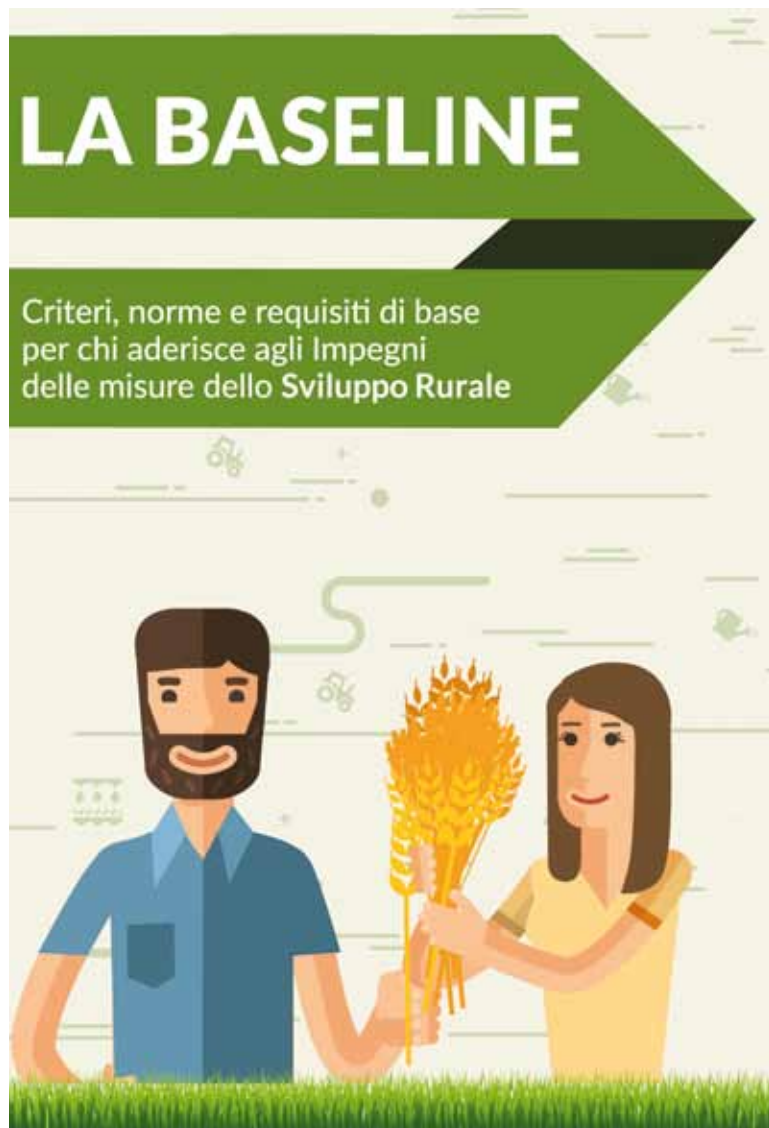 LA BASELINE
Criteri, norme e requisiti di base
per chi aderisce agli Impegni
delle misure dello Sviluppo Rurale